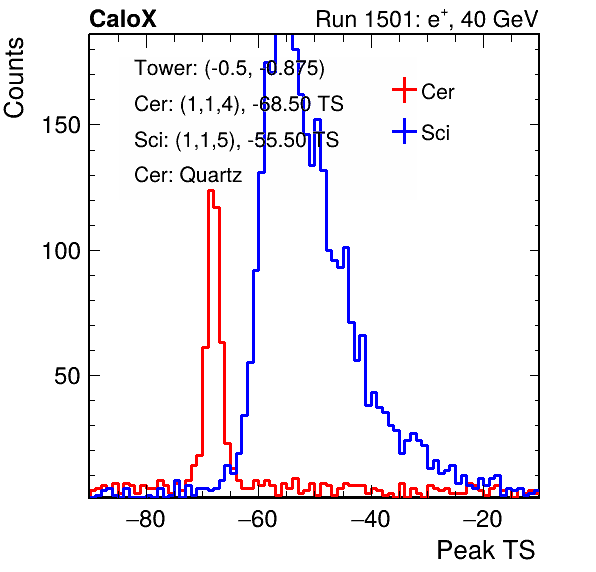 CaloX
Run 1501: e+, 40 GeV
Counts
Tower: (-0.5, -0.875)
Cer: (1,1,4), -68.50 TS
Sci: (1,1,5), -55.50 TS
Cer: Quartz
Cer
Sci
150
100
50
−80
−60
−40
−20
Peak TS